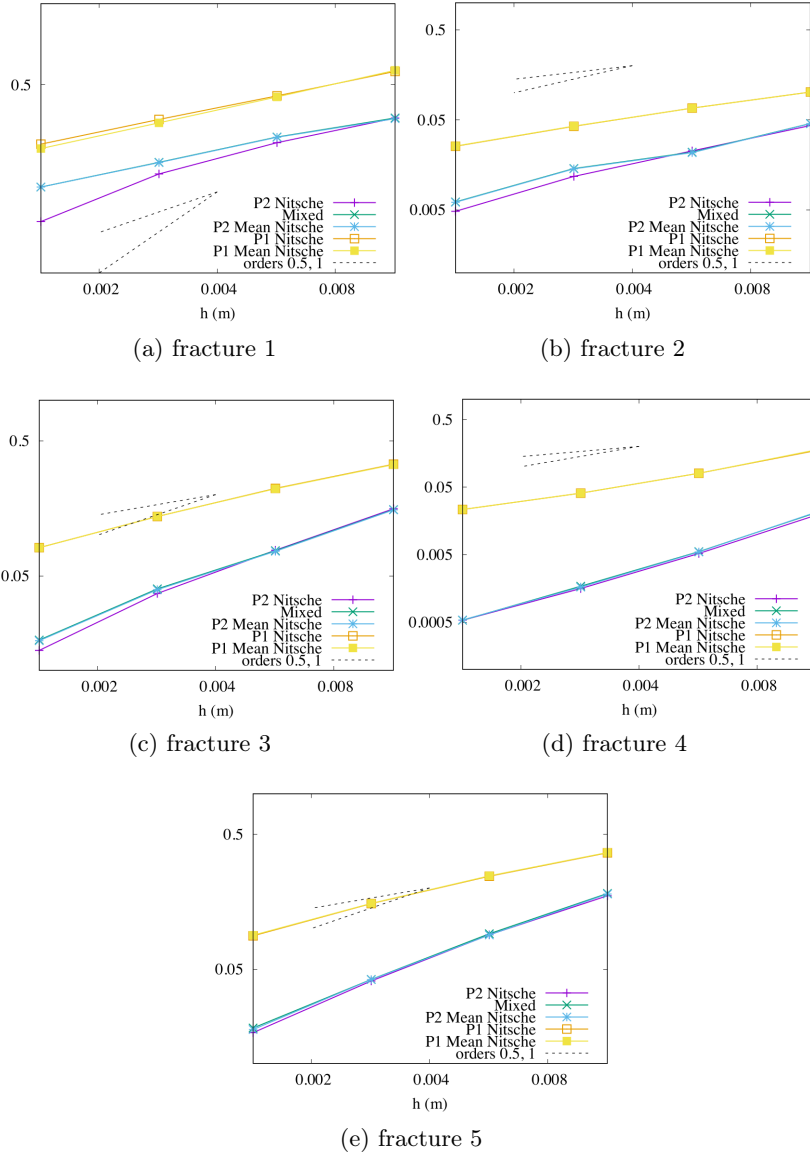 0.5
P2 Nitsche
Mixed
P2 Mean Nitsche
P1 Nitsche
P1 Mean Nitsche
orders 0.5, 1
0.002 0.004 0.008
h (m)
(a) fracture 1
0.5
0.05
0.005
P2 Nitsche
Mixed
P2 Mean Nitsche
P1 Nitsche
P1 Mean Nitsche
orders 0.5, 1
0.002 0.004 0.008
h (m)
(b) fracture 2
0.5
0.05
P2 Nitsche
Mixed
P2 Mean Nitsche
P1 Nitsche
P1 Mean Nitsche
orders 0.5, 1
0.002 0.004 0.008
h (m)
(c) fracture 3
0.5
0.05
0.005
0.0005
P2 Nitsche
Mixed
P2 Mean Nitsche
P1 Nitsche
P1 Mean Nitsche
orders 0.5, 1
0.002 0.004 0.008
h (m)
(d) fracture 4
0.5
0.05
P2 Nitsche
Mixed
P2 Mean Nitsche
P1 Nitsche
P1 Mean Nitsche
orders 0.5, 1
0.002 0.004 0.008
h (m)
(e) fracture 5